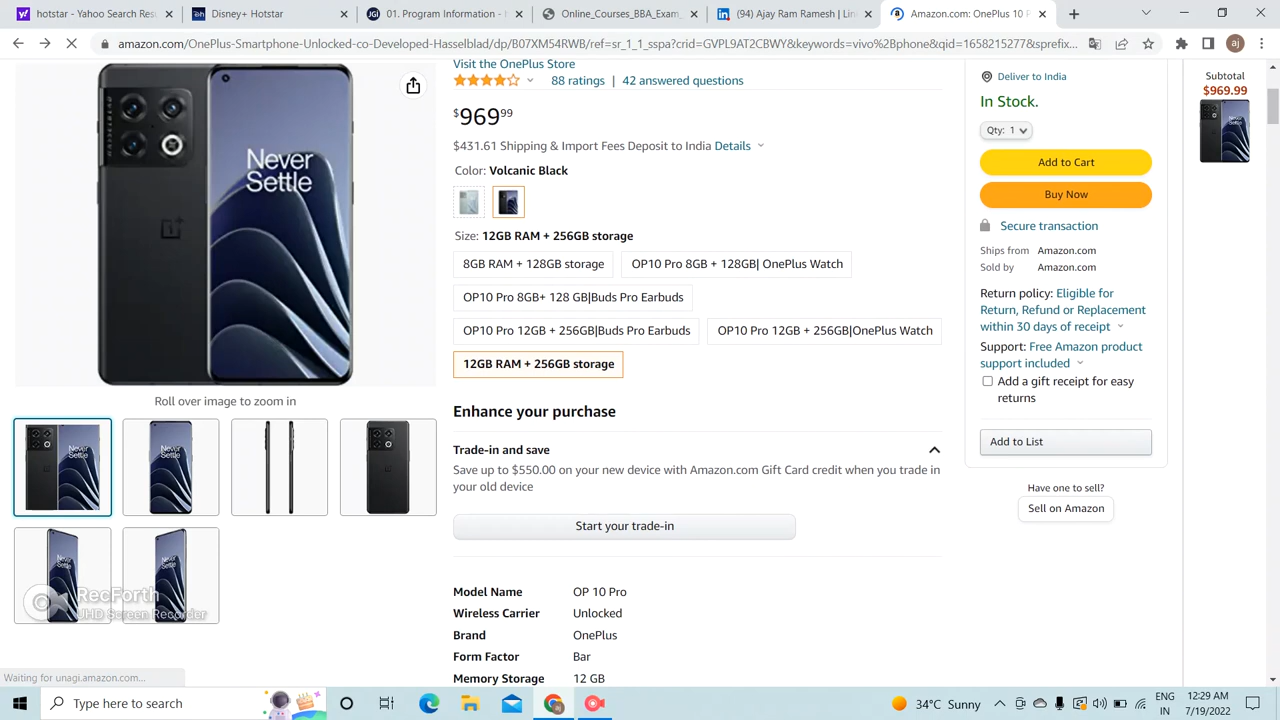 hotstar - Yahoo Search Res
Disney+ Hotstar
01. Program Information - E
Online_Courses_BBA_Exam_
(94) Ajay Ram Ramesh | Lin
Amazon.com: OnePlus 10 P
amazon.com/OnePlus-Smartphone-Unlocked-co-Developed-Hasselblad/dp/B07XM54RWB/ref=sr_1_1_sspa?crid=GVPL9AT2CBWY&keywords=vivo%2Bphone&qid=1658215277&sprefix...
aj
Visit the OnePlus Store
88 ratings | 42 answered questions
$969.99
$431.61 Shipping & Import Fees Deposit to India Details
Color: Volcanic Black
Size: 12GB RAM + 256GB storage
8GB RAM + 128GB storage
OP10 Pro 8GB + 128GB| OnePlus Watch
OP10 Pro 8GB+ 128 GB|Buds Pro Earbuds
OP10 Pro 12GB + 256GB|Buds Pro Earbuds
OP10 Pro 12GB + 256GB|OnePlus Watch
12GB RAM + 256GB storage
Enhance your purchase
Trade-in and save
Save up to $550.00 on your new device with Amazon.com Gift Card credit when you trade in
your old device
Start your trade-in
Model Name OP 10 Pro
Wireless Carrier Unlocked
Brand OnePlus
Form Factor Bar
Memory Storage 12 GB
Never
Settle
Roll over image to zoom in
RecForth
UHD Screen Recorder
Deliver to India
In Stock.
Qty: 1
Add to Cart
Buy Now
Secure transaction
Ships from Amazon.com
Sold by Amazon.com
Return policy: Eligible for
Return, Refund or Replacement
within 30 days of receipt
Support: Free Amazon product
support included
Add a gift receipt for easy
returns
Add to List
Have one to sell?
Sell on Amazon
Subtotal
$969.99
Waiting for unagi.amazon.com...
Type here to search
34°C Sunny
ENG
IN
12:29 AM
7/19/2022